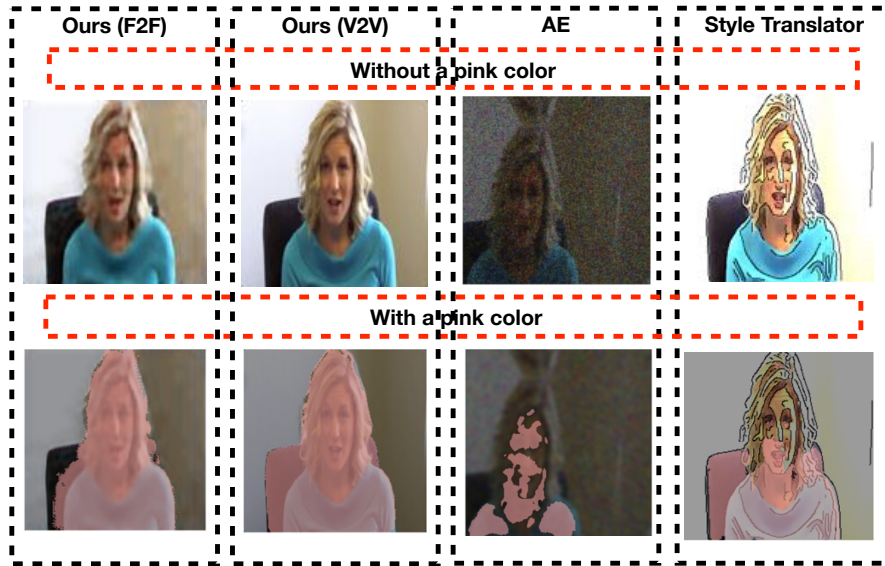 Ours (F2F) Ours (V2V) AE Style Translator
Without a pink color
With a pink color